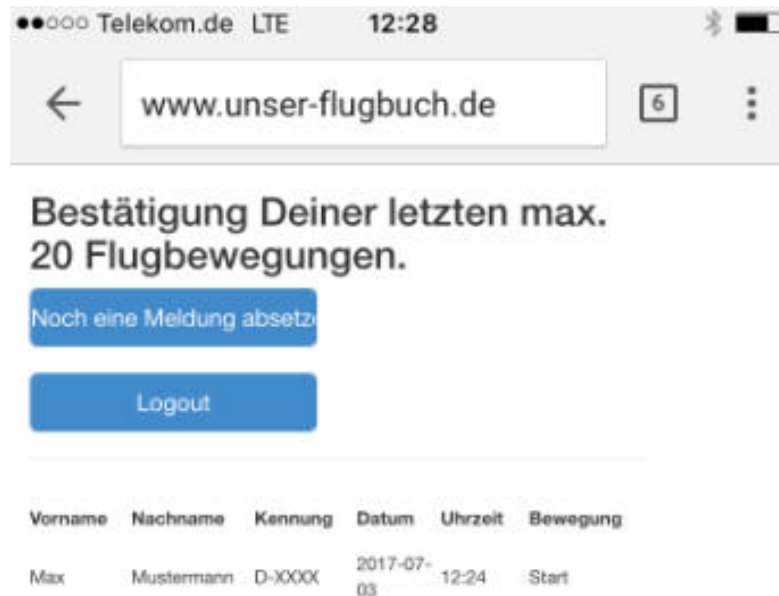 Telekom.de LTE 12:28
www.unser-flugbuch.de 6
Bestätigung Deiner letzten max.
20 Flugbewegungen.
Noch eine Meldung absetze
Logout
Vorname Nachname Kennung Datum Uhrzeit Bewegung
Max Mustermann D-XXXX 2017-07-03 12:24 Start